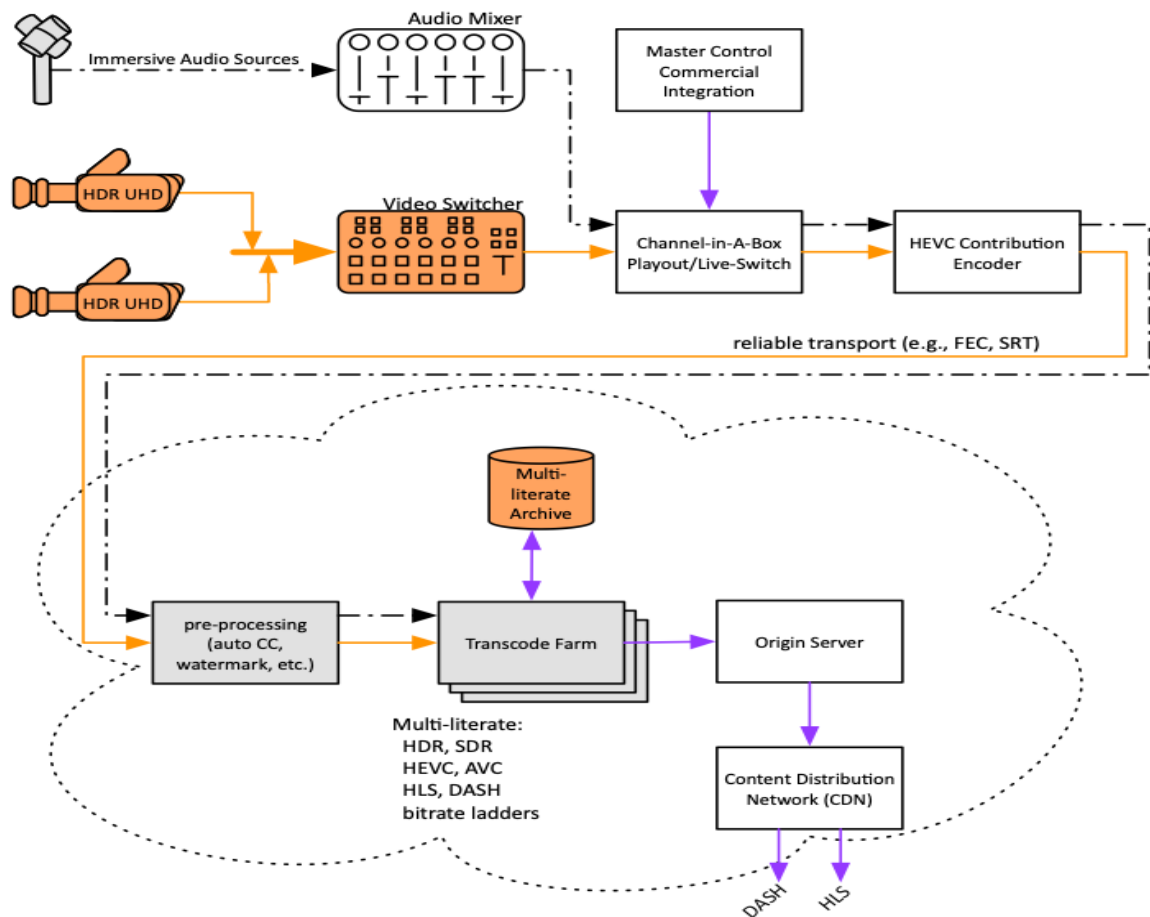 Audio Mixer
Immersive Audio Sources
Master Control
Commercial
Integration
HDR UHD
Video Switcher
HDR UHD
Channel-in-A-Box
Playout/Live-Switch
HEVC Contribution
Encoder
reliable transport (e.g., FEC, SRT)
Multi-
literate
Archive
pre-processing
(auto CC,
watermark, etc.)
Transcode Farm
Origin Server
Multi-literate:
HDR, SDR
HEVC, AVC
HLS, DASH
bitrate ladders
Content Distribution
Network (CDN)
DASH
HLS